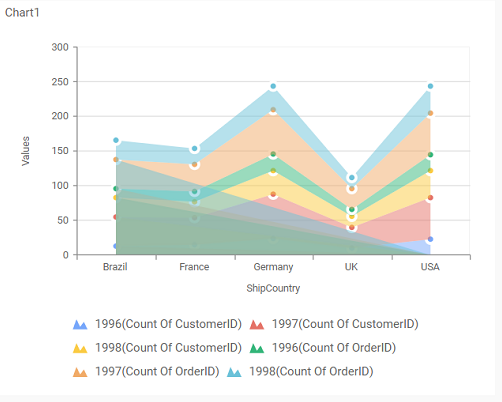 Chart1
300
250
200
150
100
50
0
Values
Brazil France Germany UK USA
ShipCountry
1996(Count Of CustomerID) 1997(Count Of CustomerID)
1998(Count Of CustomerID) 1996(Count Of OrderID)
1997(Count Of OrderID) 1998(Count Of OrderID)